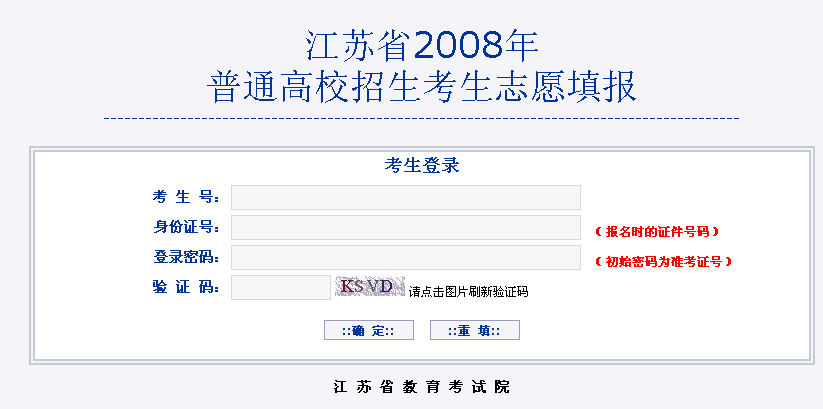 江苏省2008年
普通高校招生考生志愿填报
考生登录
考 生 号：
身份证号： （报名时的证件号码）
登录密码： （初始密码为准考证号）
验 证 码： KSVD 请点击图片刷新验证码
::确 定:: ::重 填::
江 苏 省 教 育 考 试 院